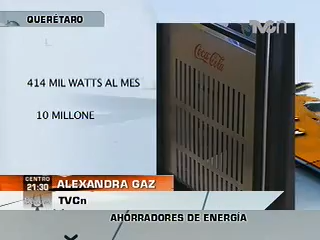 QUERÉTARO
TVCn
414 MIL WATTS AL MES
Coca-Cola
10 MILLONE
CENTRO
21:30
ALEXANDRA GAZ
TVCn
AHORRADORES DE ENERGÍA